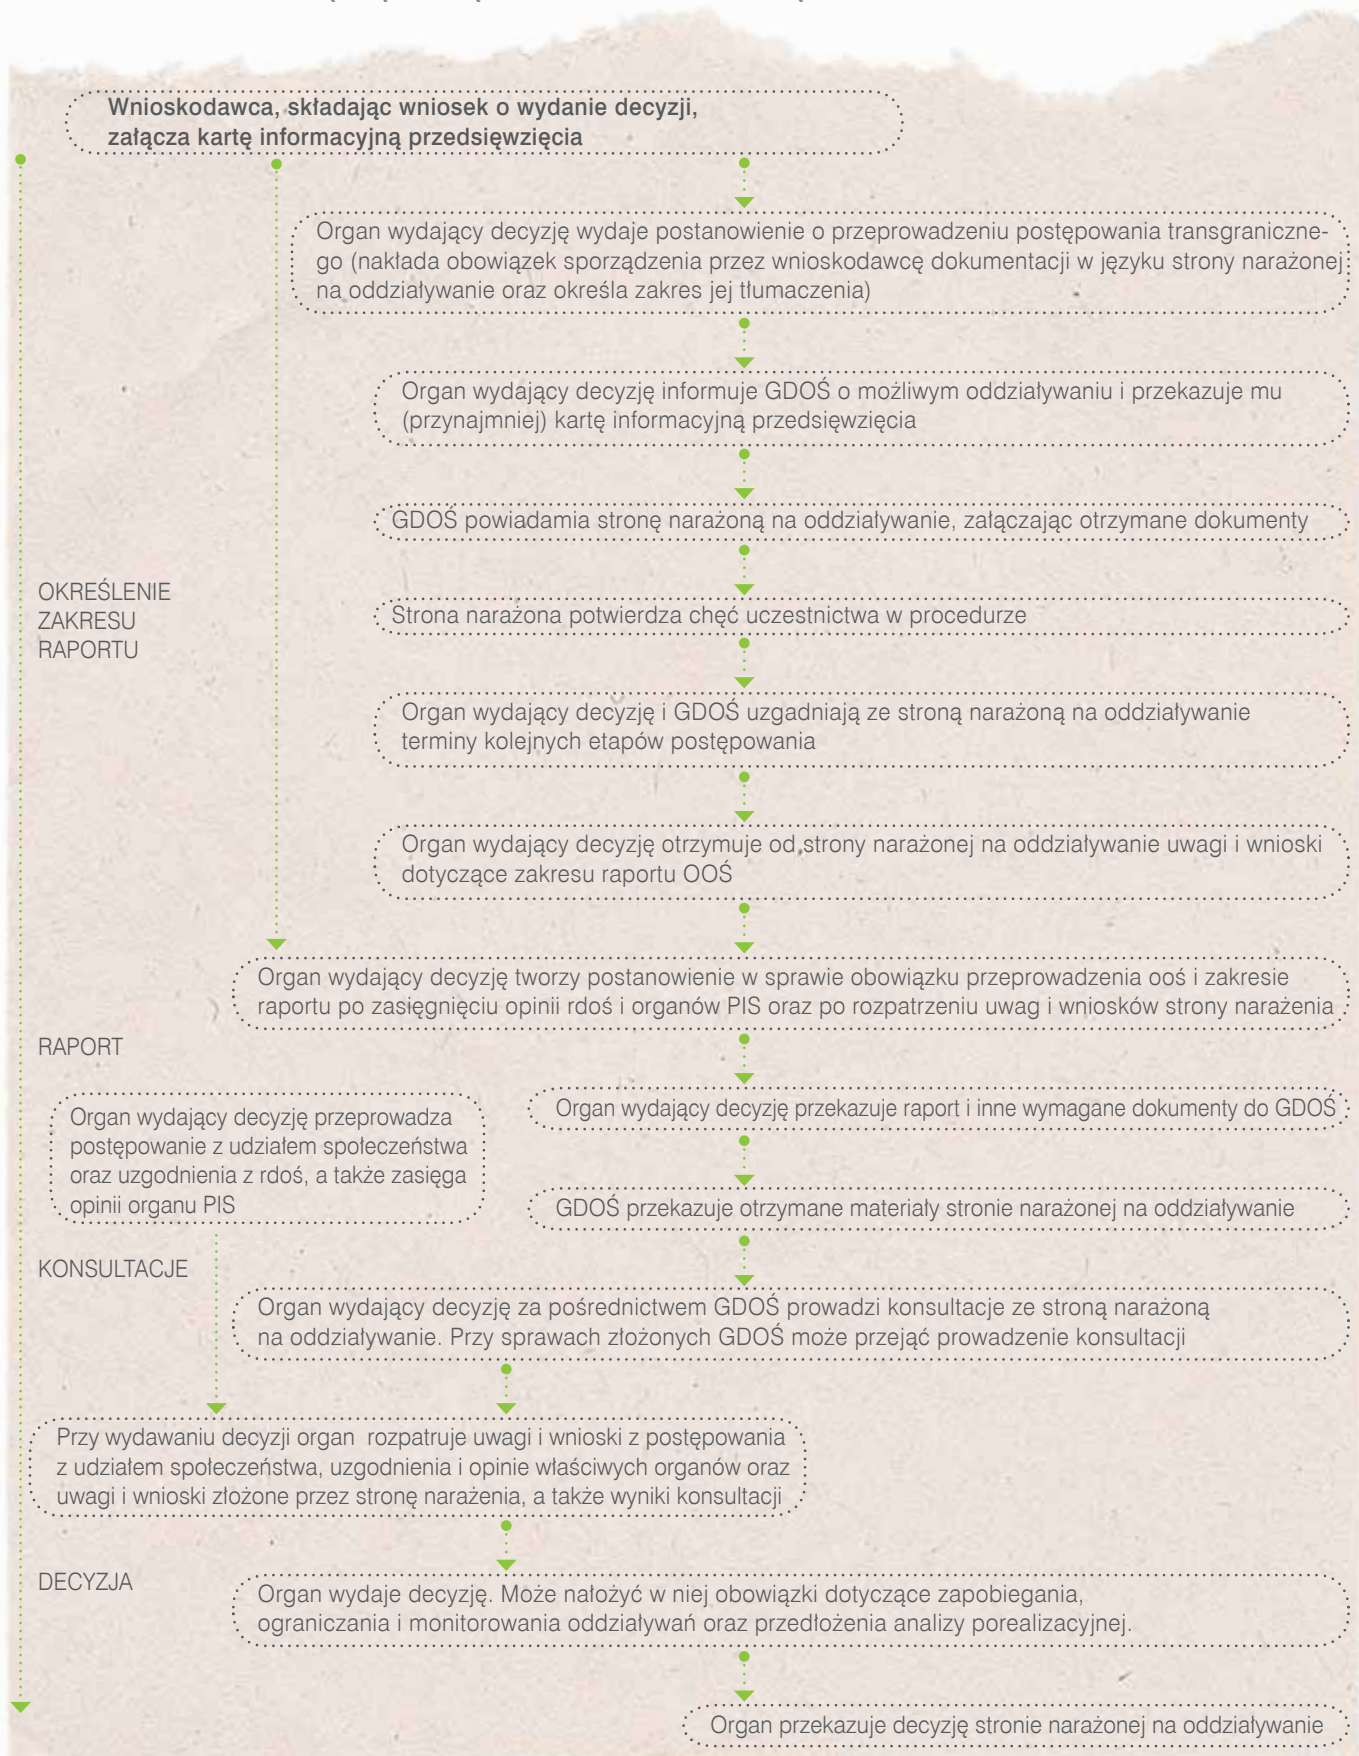 Wnioskodawca, składając wniosek o wydanie decyzji,
załącza kartę informacyjną przedsięwzięcia
Organ wydający decyzję wydaje postanowienie o przeprowadzeniu postępowania transgraniczne-
go (nakłada obowiązek sporządzenia przez wnioskodawcę dokumentacji w języku strony narażonej
na oddziaływanie oraz określa zakres jej tłumaczenia)
Organ wydający decyzję informuje GDOŚ o możliwym oddziaływaniu i przekazuje mu
(przynajmniej) kartę informacyjną przedsięwzięcia
GDOŚ powiadamia stronę narażoną na oddziaływanie, załączając otrzymane dokumenty
OKREŚLENIE
ZAKRESU
RAPORTU
Strona narażona potwierdza chęć uczestnictwa w procedurze
Organ wydający decyzję i GDOŚ uzgadniają ze stroną narażoną na oddziaływanie
terminy kolejnych etapów postępowania
Organ wydający decyzję otrzymuje od strony narażonej na oddziaływanie uwagi i wnioski
dotyczące zakresu raportu OOŚ
Organ wydający decyzję tworzy postanowienie w sprawie obowiązku przeprowadzenia ooś i zakresie
raportu po zasięgnięciu opinii rdoś i organów PIS oraz po rozpatrzeniu uwag i wniosków strony narażenia
RAPORT
Organ wydający decyzję przeprowadza
postępowanie z udziałem społeczeństwa
oraz uzgodnienia z rdoś, a także zasięga
opinii organu PIS
Organ wydający decyzję przekazuje raport i inne wymagane dokumenty do GDOŚ
GDOŚ przekazuje otrzymane materiały stronie narażonej na oddziaływanie
KONSULTACJE
Organ wydający decyzję za pośrednictwem GDOŚ prowadzi konsultacje ze stroną narażoną
na oddziaływanie. Przy sprawach złożonych GDOŚ może przejąć prowadzenie konsultacji
Przy wydawaniu decyzji organ rozpatruje uwagi i wnioski z postępowania
z udziałem społeczeństwa, uzgodnienia i opinie właściwych organów oraz
uwagi i wnioski złożone przez stronę narażenia, a także wyniki konsultacji
DECYZJA
Organ wydaje decyzję. Może nałożyć w niej obowiązki dotyczące zapobiegania,
ograniczania i monitorowania oddziaływań oraz przedłożenia analizy porealizacyjnej.
Organ przekazuje decyzję stronie narażonej na oddziaływanie